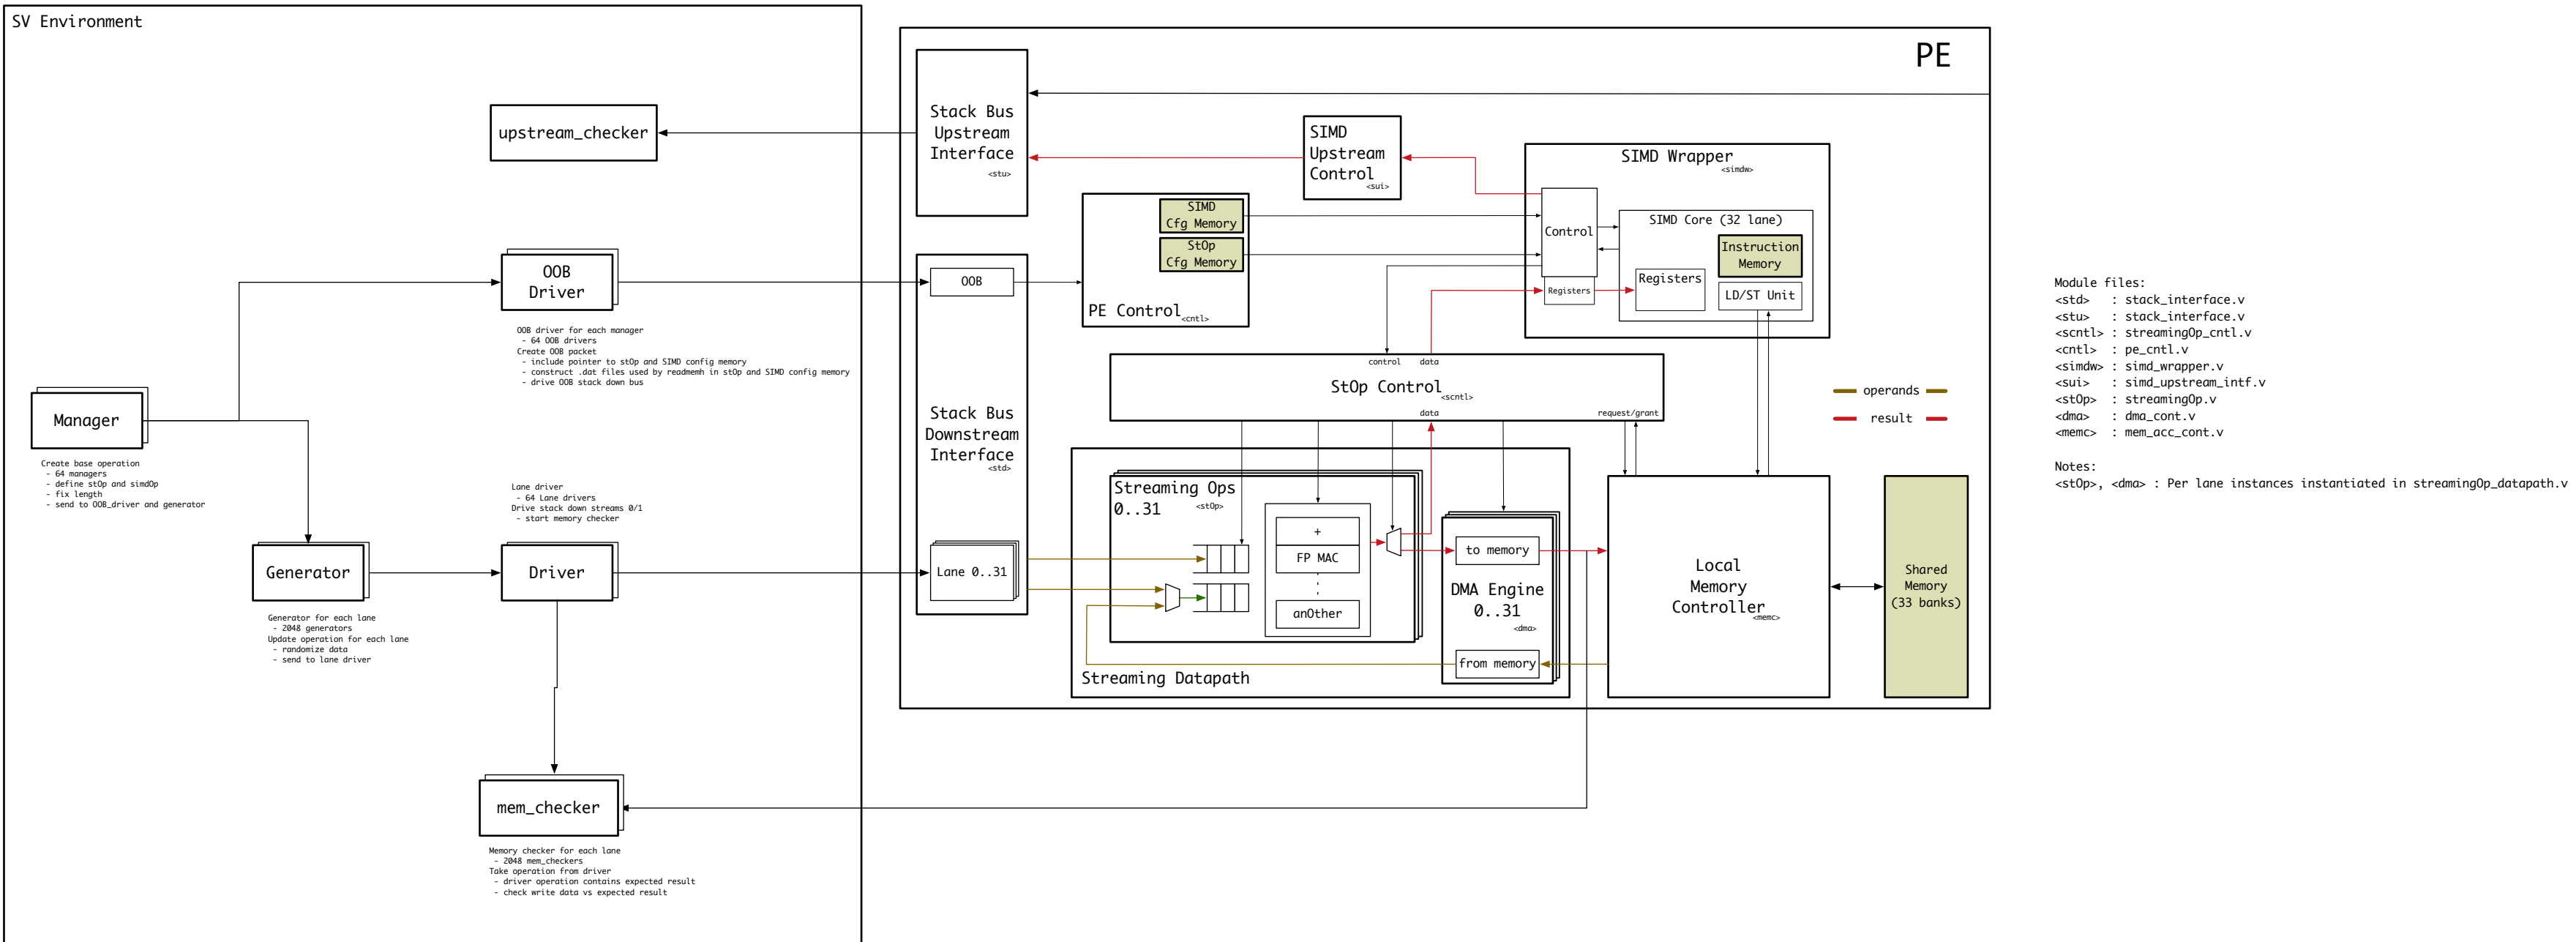 SV Environment
upstream_checker
OOB
Driver
OOB driver for each manager
- 64 OOB drivers
Create OOB packet
- include pointer to stOp and SIMD config memory
- construct .dat files used by readmemh in stOp and SIMD config memory
- drive OOB stack down bus
Manager
Create base operation
- 64 managers
- define stOp and simdOp
- fix length
- send to OOB_driver and generator
Lane driver
- 64 Lane drivers
Drive stack down streams 0/1
- start memory checker
Generator
Driver
Generator for each lane
- 2048 generators
Update operation for each lane
- randomize data
- send to lane driver
mem_checker
Memory checker for each lane
- 2048 mem_checkers
Take operation from driver
- driver operation contains expected result
- check write data vs expected result
PE
Stack Bus
Upstream
Interface
<stu>
SIMD
Upstream
Control
<sui>
SIMD Wrapper
<simdw>
SIMD
Cfg Memory
StOp
Cfg Memory
PE Control
<cntl>
Control
Registers
SIMD Core (32 lane)
Instruction
Memory
Registers
LD/ST Unit
OOB
Stack Bus
Downstream
Interface
<std>
Lane 0..31
control
data
StOp Control
<scntl>
data
request/grant
operands
result
Streaming Ops
0..31
<stOp>
+
FP MAC
anOther
to memory
DMA Engine
0..31
<dma>
from memory
Streaming Datapath
Local
Memory
Controller
<memc>
Shared
Memory
(33 banks)
Module files:
<std> : stack_interface.v
<stu> : stack_interface.v
<scntl> : streamingOp_cntl.v
<cntl> : pe_cntl.v
<simdw> : simd_wrapper.v
<sui> : simd_upstream_intf.v
<stOp> : streamingOp.v
<dma> : dma_cont.v
<memc> : mem_acc_cont.v
Notes:
<stOp>, <dma> : Per lane instances instantiated in streamingOp_datapath.v